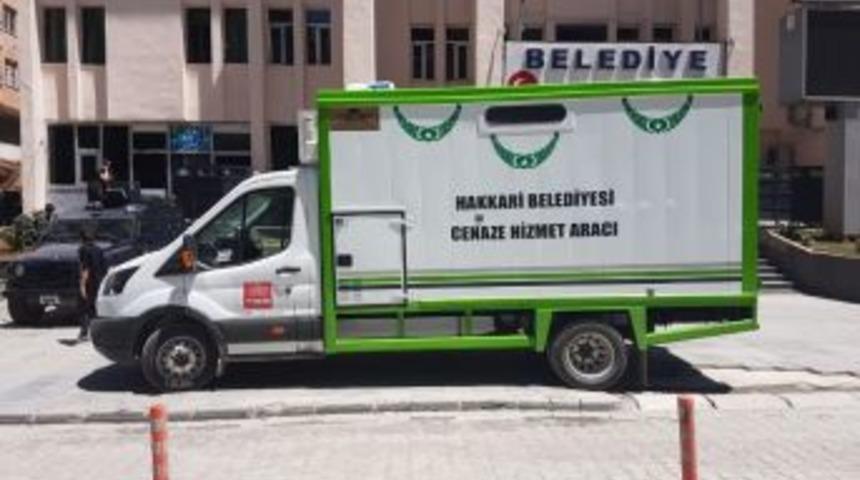 BELEDİYE
HAKKARİ BELEDİYESİ
CENAZE HİZMET ARACI